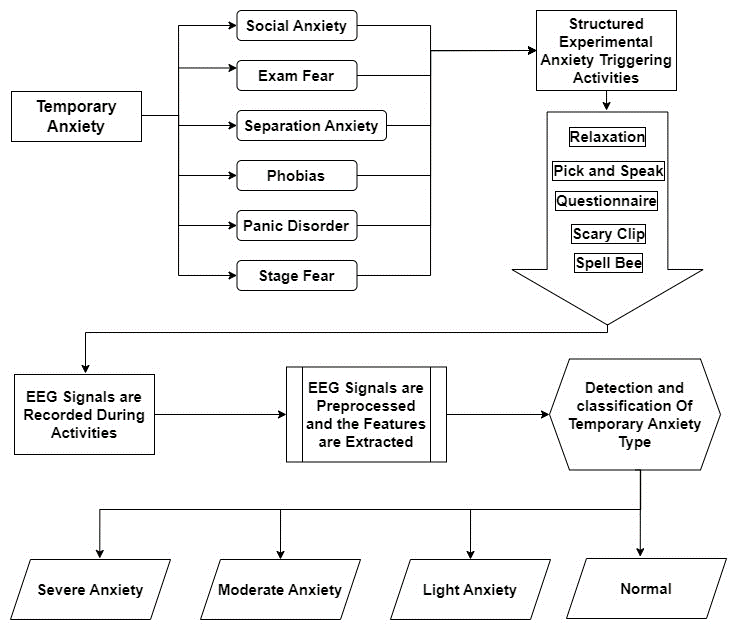 Temporary
Anxiety
Social Anxiety
Exam Fear
Separation Anxiety
Phobias
Panic Disorder
Stage Fear
Structured
Experimental
Anxiety Triggering
Activities
Relaxation
Pick and Speak
Questionnaire
Scary Clip
Spell Bee
EEG Signals are
Recorded During
Activities
EEG Signals are
Preprocessed
and the Features
are Extracted
Detection and
classification Of
Temporary Anxiety
Type
Severe Anxiety
Moderate Anxiety
Light Anxiety
Normal